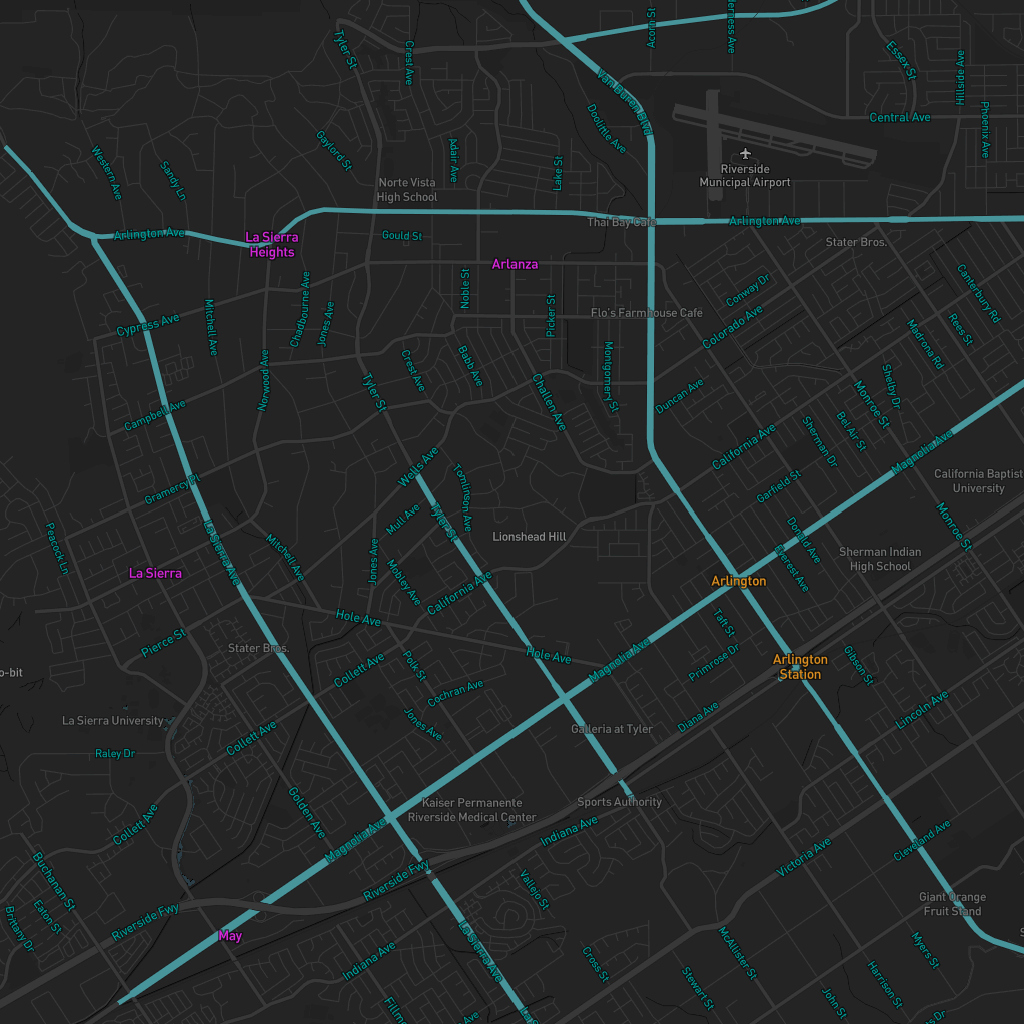 Tyler St
Crest Ave
Acorn St
Essex St
Hillside Ave
Van Buren Blvd
Doolittle Ave
Central Ave
Phoenix Ave
Western Ave
Sandy Ln
Gaylord St
Adair Ave
Lake St
Riverside
Municipal Airport
Norte Vista
High School
Thai Bay Cafe
Arlington Ave
Arlington Ave
La Sierra
Heights
Gould St
Stater Bros.
Arlanza
Noble St
Canterbury Rd
Conway Dr
Chadbourne Ave
Jones Ave
Picker St
Flo's Farmhouse Cafe
Colorado Ave
Cypress Ave
Mitchell Ave
Madrona Rd
Rees St
Norwood Ave
Crest Ave
Babb Ave
Montgomery St
Shelby Dr
Tyler St
Challen Ave
Duncan Ave
Monroe St
Campbell Ave
Bel Air St
California Ave
Sherman Dr
Magnolia Ave
Wells Ave
Gramercy Pl
Tomlinson Ave
Garfield St
California Baptist
University
Mull Ave
Tyler St
Monroe St
Peacock Ln
La Sierra Ave
Mitchell Ave
Jones Ave
Lionshead Hill
Donald Ave
Everest Ave
Sherman Indian
High School
La Sierra
Mobley Ave
California Ave
Arlington
Hole Ave
Taft St
Pierce St
Stater Bros.
Hole Ave
Magnolia Ave
Primrose Dr
Arlington
Station
Gibson St
o-bit
Collett Ave
Polk St
Cochran Ave
Lincoln Ave
La Sierra University
Jones Ave
Diana Ave
Galleria at Tyler
Collett Ave
Raley Dr
Golden Ave
Kaiser Permanente
Riverside Medical Center
Sports Authority
Collett Ave
Magnolia Ave
Indiana Ave
Cleveland Ave
Victoria Ave
Buchanan St
Riverside Fwy
Vallejo St
Giant Orange
Fruit Stand
Eaton St
Brittany Dr
Riverside Fwy
May
La Sierra Ave
Indiana Ave
Cross St
McAllister St
Myers St
Stewart St
Harrison St
John St